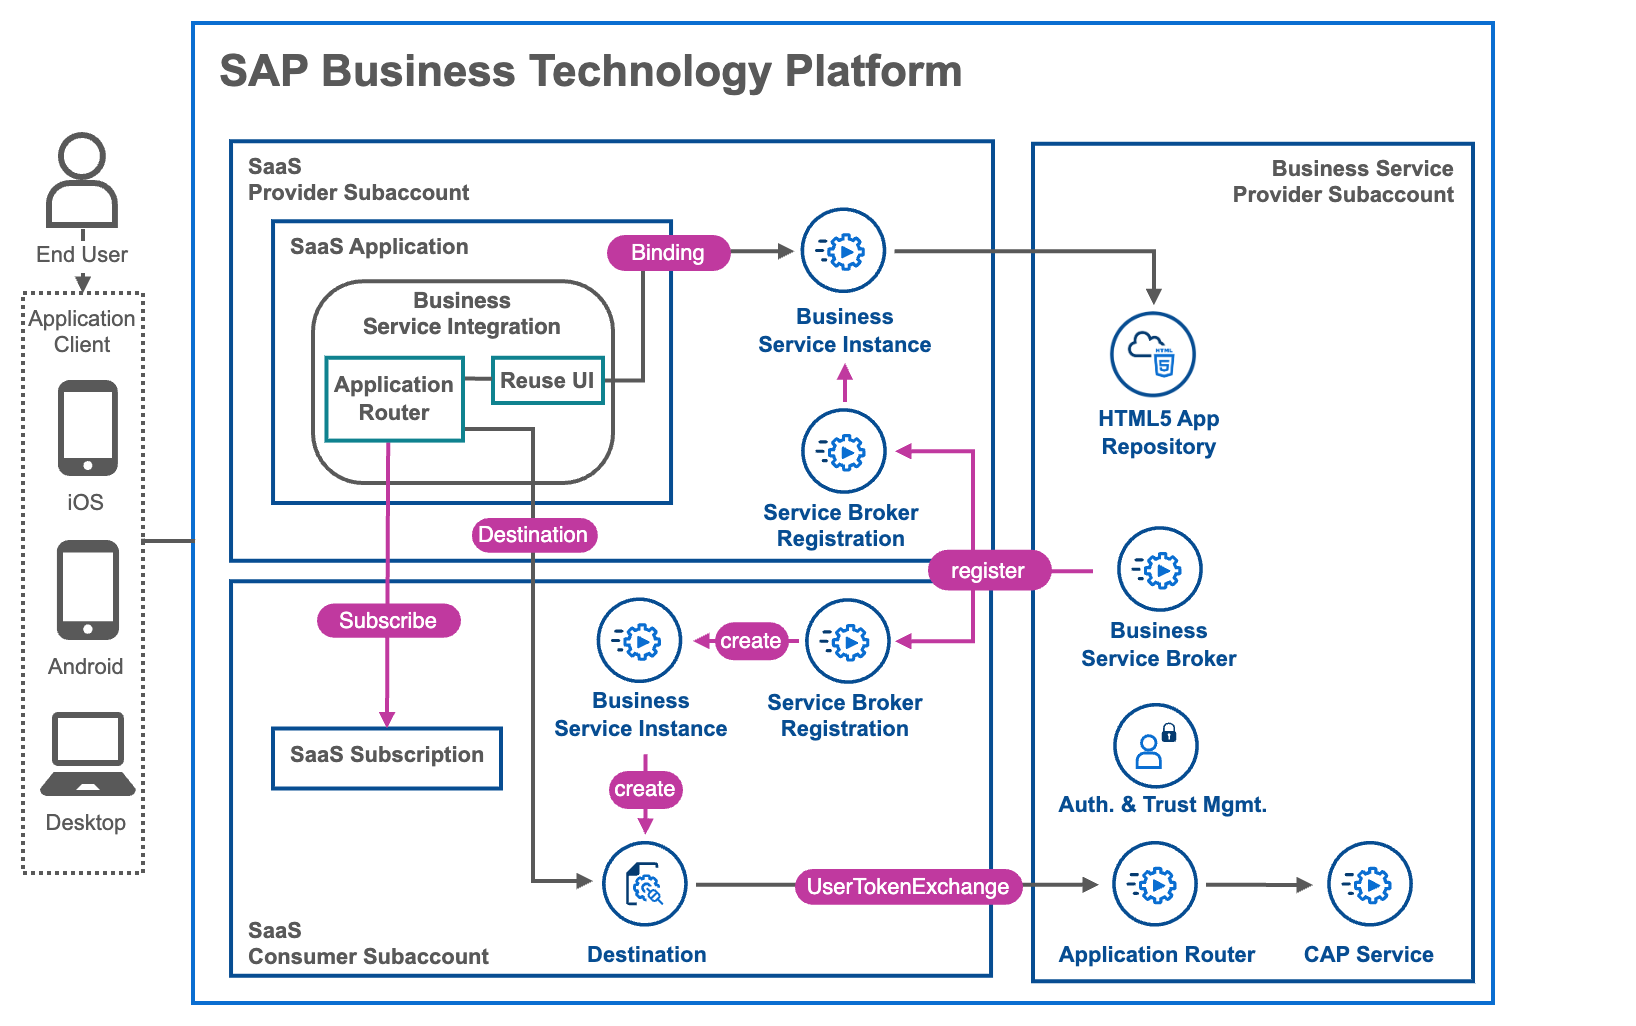 SAP Business Technology Platform
End User
Application
Client
iOS
Android
Desktop
SaaS
Provider Subaccount
SaaS Application
Binding
Business
Service Integration
Application
Router
Reuse UI
Business
Service Instance
Service Broker
Registration
Destination
Subscribe
register
Business Service
Provider Subaccount
HTML
HTML5 App
Repository
Business
Service Broker
Auth. & Trust Mgmt.
Application Router
CAP Service
create
Business
Service Instance
Service Broker
Registration
SaaS Subscription
create
UserTokenExchange
Destination
SaaS
Consumer Subaccount